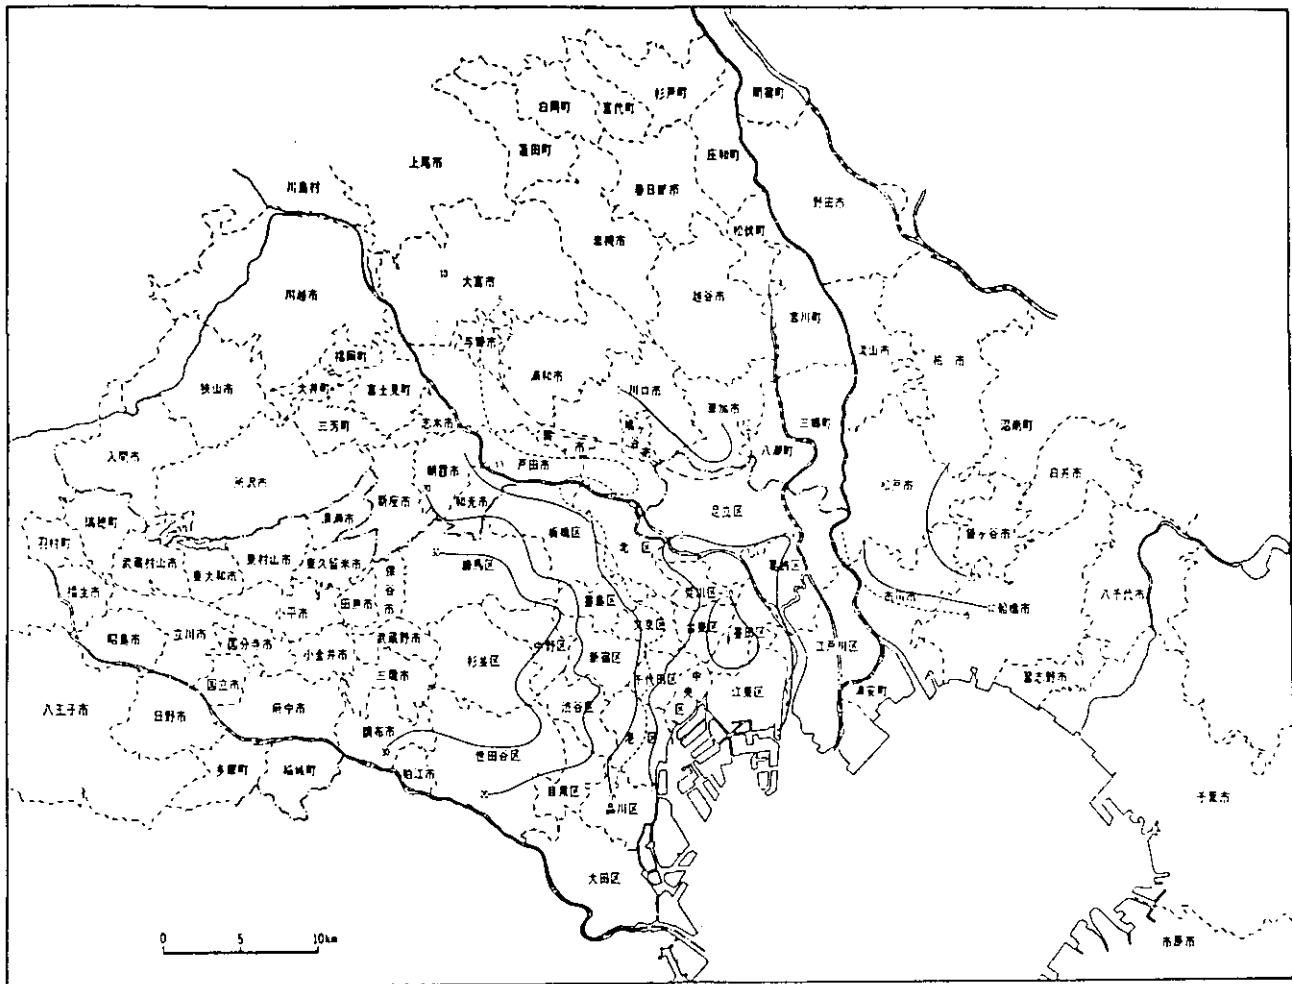 杉戸町
関宿町
白岡町
宮代町
上尾市
蓮田町
庄和町
川島村
春日部市
野田市
松伏町
岩槻市
10
大宮市
川越市
越谷市
吉川町
与野市
流山市
柏市
福岡町
浦和市
狭山市
大井町
富士見町
川口市
草加市
三芳町
志木市
三郷町
沼南町
入間市
蕨市
鳩ヶ谷市
戸田市
八潮町
朝霞市
所沢市
新座市
和光市
松戸市
白井市
足立区
瑞穂町
清瀬市
板橋区
北区
鎌ヶ谷市
羽村町
武蔵村山市
東大和市
東村山市
東久留米市
保谷市
練馬区
葛飾区
福生市
田無市
豊島区
荒川区
市川市
船橋市
八千代市
小平市
文京区
台東区
墨田区
昭島市
立川市
国分寺市
小金井市
武蔵野市
中野区
新宿区
江戸川区
杉並区
三鷹市
千代田区
国立市
中央区
江東区
浦安町
習志野市
八王子市
日野市
府中市
調布市
渋谷区
港区
世田谷区
多摩町
稲城町
狛江市
目黒区
品川区
千葉市
大田区
市原市
0 5 10km